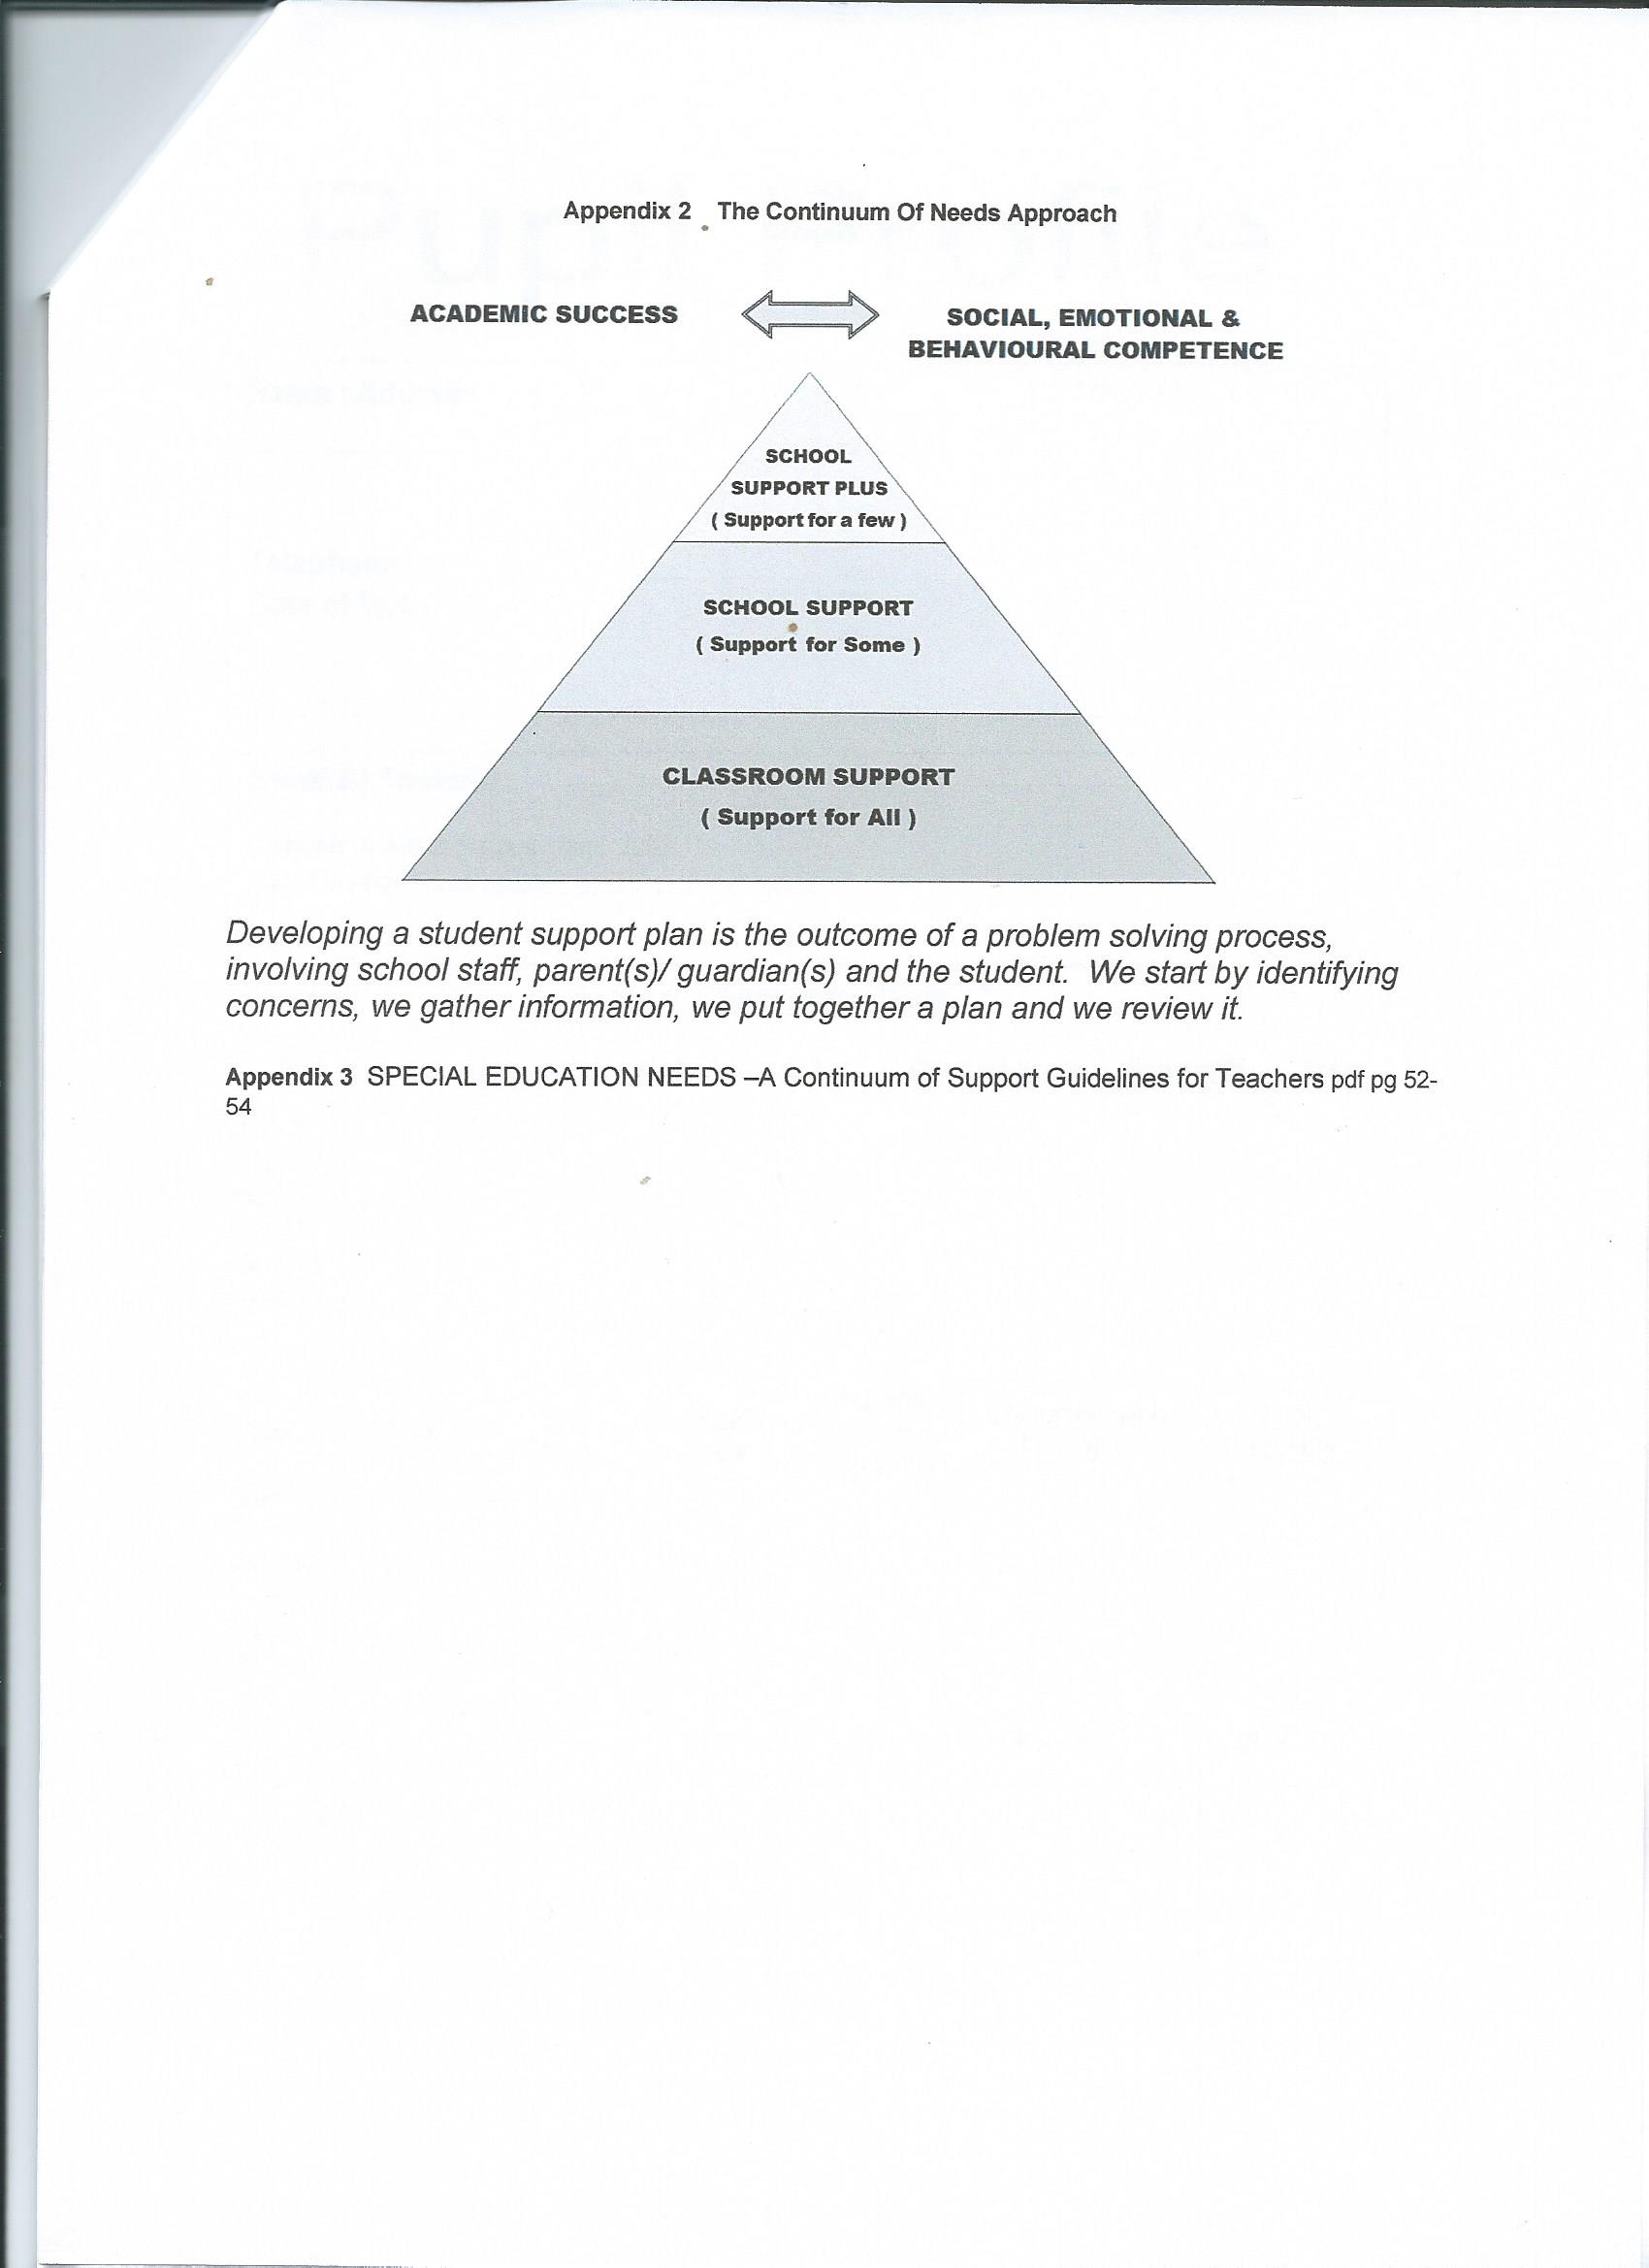 Appendix 2 The Continuum Of Needs Approach
ACADEMIC SUCCESS
SOCIAL, EMOTIONAL &
BEHAVIOURAL COMPETENCE
SCHOOL
SUPPORT PLUS
( Support for a few )
SCHOOL SUPPORT
( Support for Some )
CLASSROOM SUPPORT
( Support for All )
Developing a student support plan is the outcome of a problem solving process,
involving school staff, parent(s)/ guardian(s) and the student. We start by identifying
concerns, we gather information, we put together a plan and we review it.
Appendix 3 SPECIAL EDUCATION NEEDS –A Continuum of Support Guidelines for Teachers pdf pg 52-
54